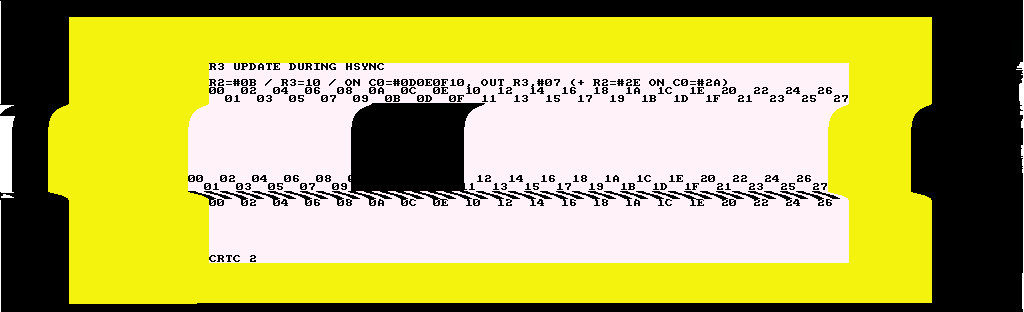 R3 UPDATE DURING HSYNC
R2=#0B / R3=10 / ON C0=#0D0E0F10, OUT R3,#07 (+ R2=#2E ON C0=#2A)
00 02 04 06 08 0A 0C 0E 10 12 14 16 18 1A 1C 1E 20 22 24 26
01 03 05 07 09 0B 0D 0F 11 13 15 17 19 1B 1D 1F 21 23 25 27
00 02 04 06 08 12 14 16 18 1A 1C 1E 20 22 24 26
01 03 05 07 09 11 13 15 17 19 1B 1D 1F 21 23 25 27
00 02 04 06 08 0A 0C 0E 10 12 14 16 18 1A 1C 1E 20 22 24 26
CRTC 2